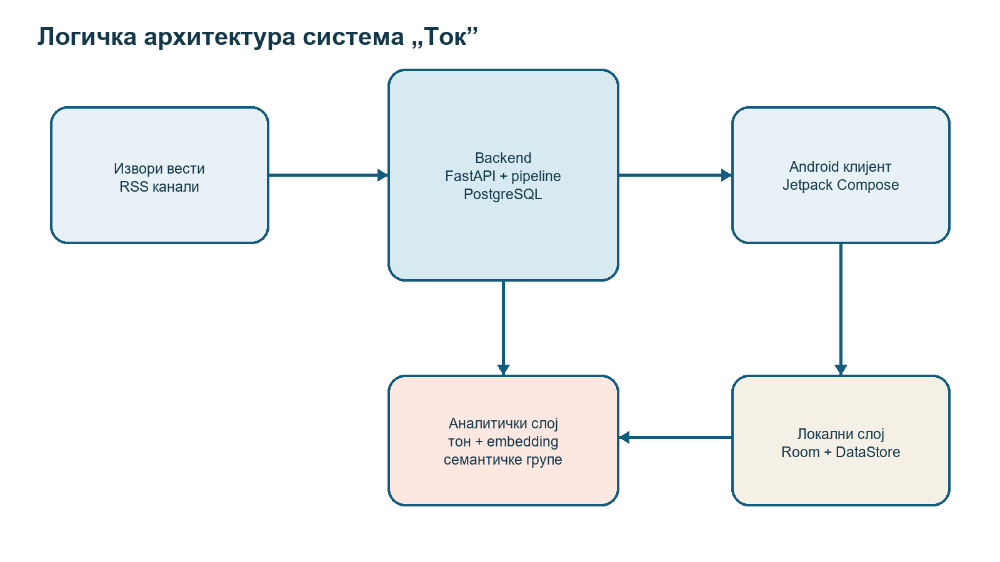 Логичка архитектура система „Ток”
Извори вести
RSS канали
Backend
FastAPI + pipeline
PostgreSQL
Android клијент
Jetpack Compose
Аналитички слој
тон + embedding
семантичке групе
Локални слој
Room + DataStore